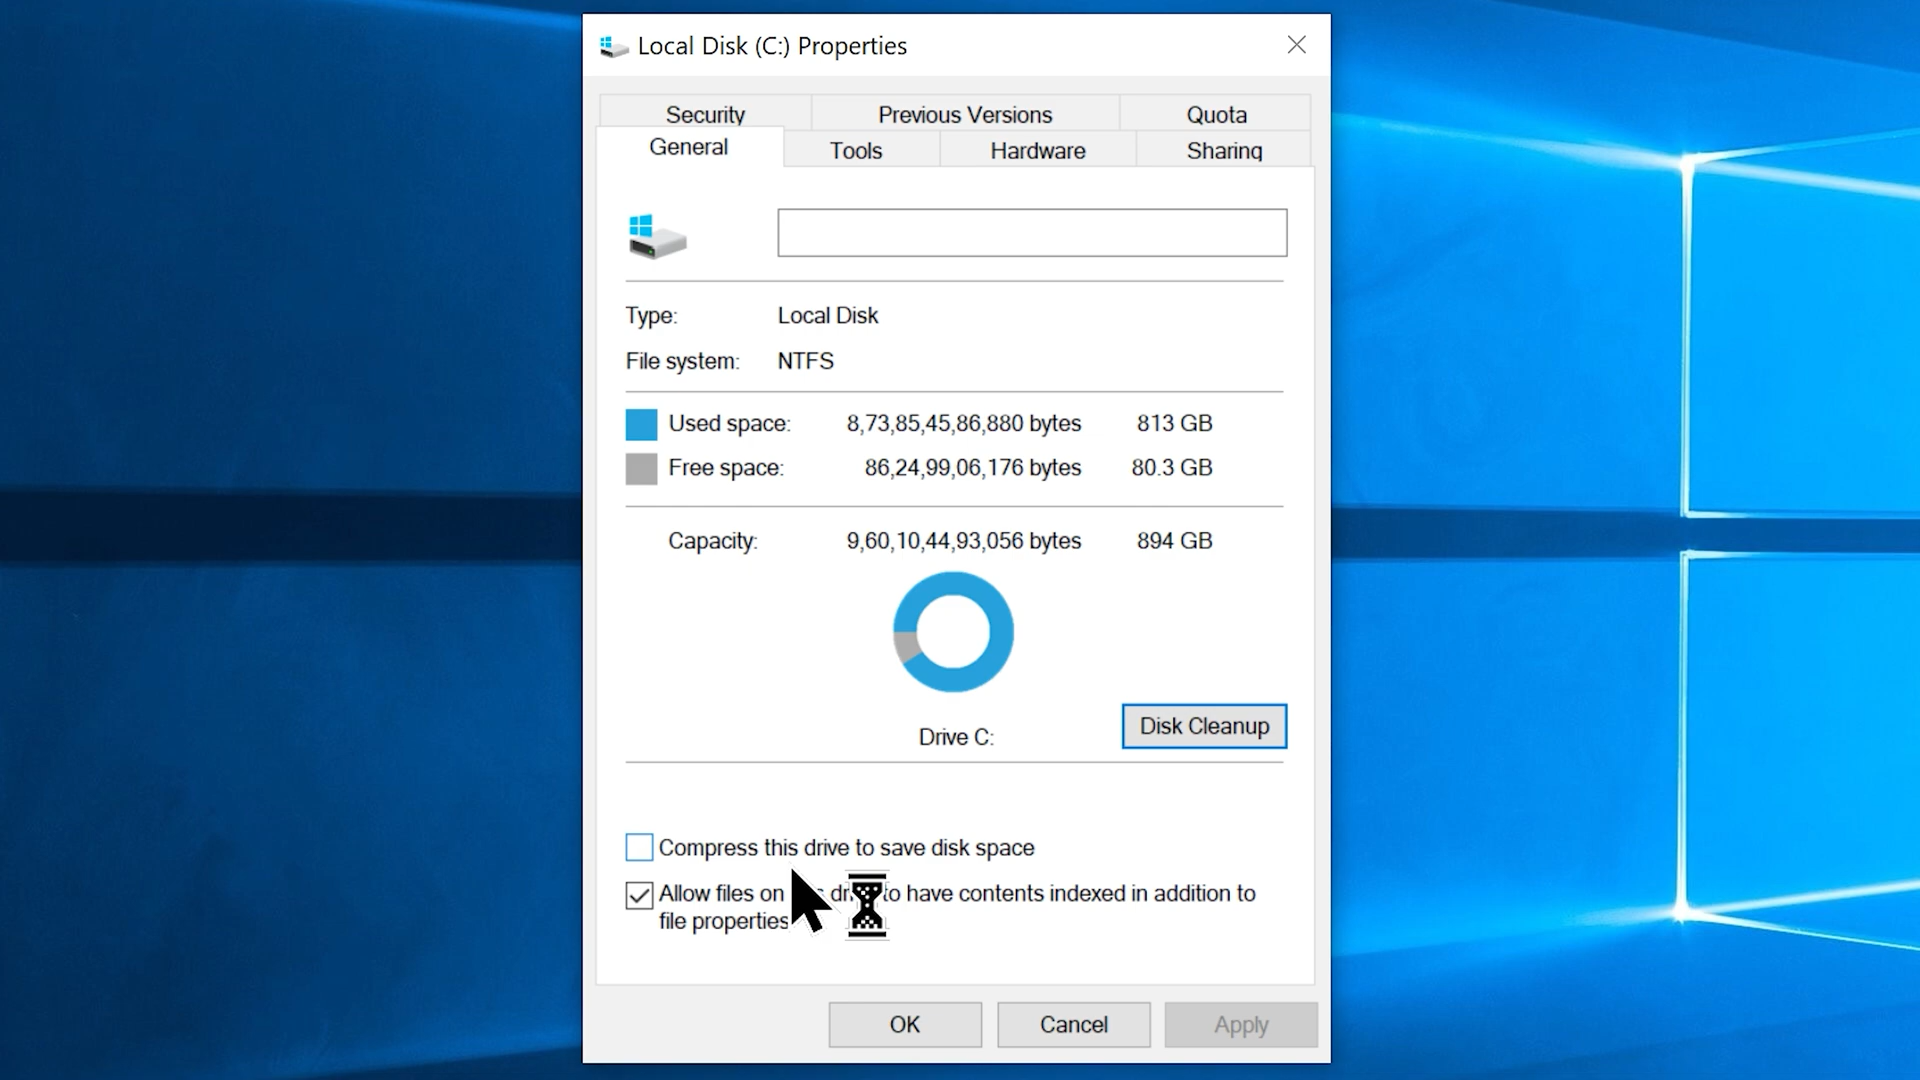 Local Disk (C:) Properties
Security Previous Versions Quota
General Tools Hardware Sharing
Type: Local Disk
File system: NTFS
Used space: 8,73,85,45,86,880 bytes 813 GB
Free space: 86,24,99,06,176 bytes 80.3 GB
Capacity: 9,60,10,44,93,056 bytes 894 GB
Drive C:
Disk Cleanup
Compress this drive to save disk space
Allow files on to have contents indexed in addition to
file properties
OK Cancel Apply